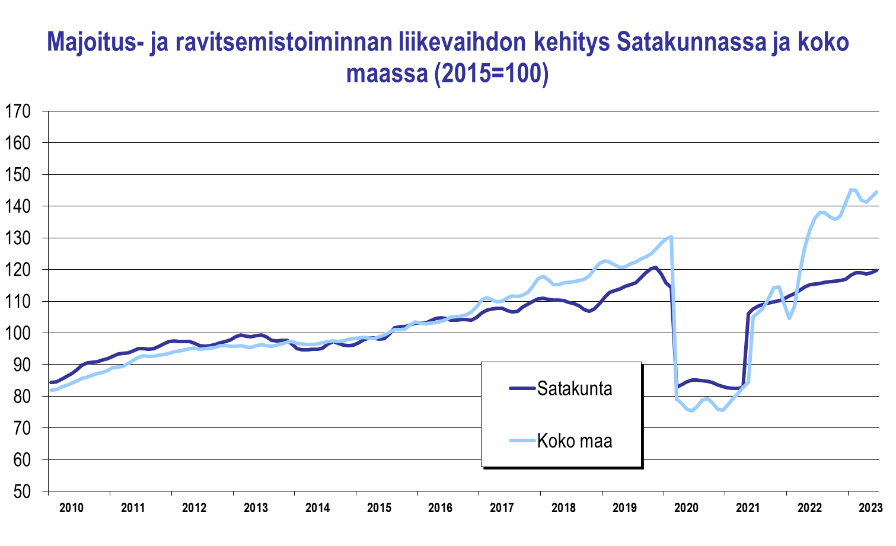 Majoitus- ja ravitsemistoiminnan liikevaihdon kehitys Satakunnassa ja koko
maassa (2015=100)
170
160
150
140
130
120
110
100
90
80
70
60
50
Satakunta
Koko maa
2010 2011 2012 2013 2014 2015 2016 2017 2018 2019 2020 2021 2022 2023